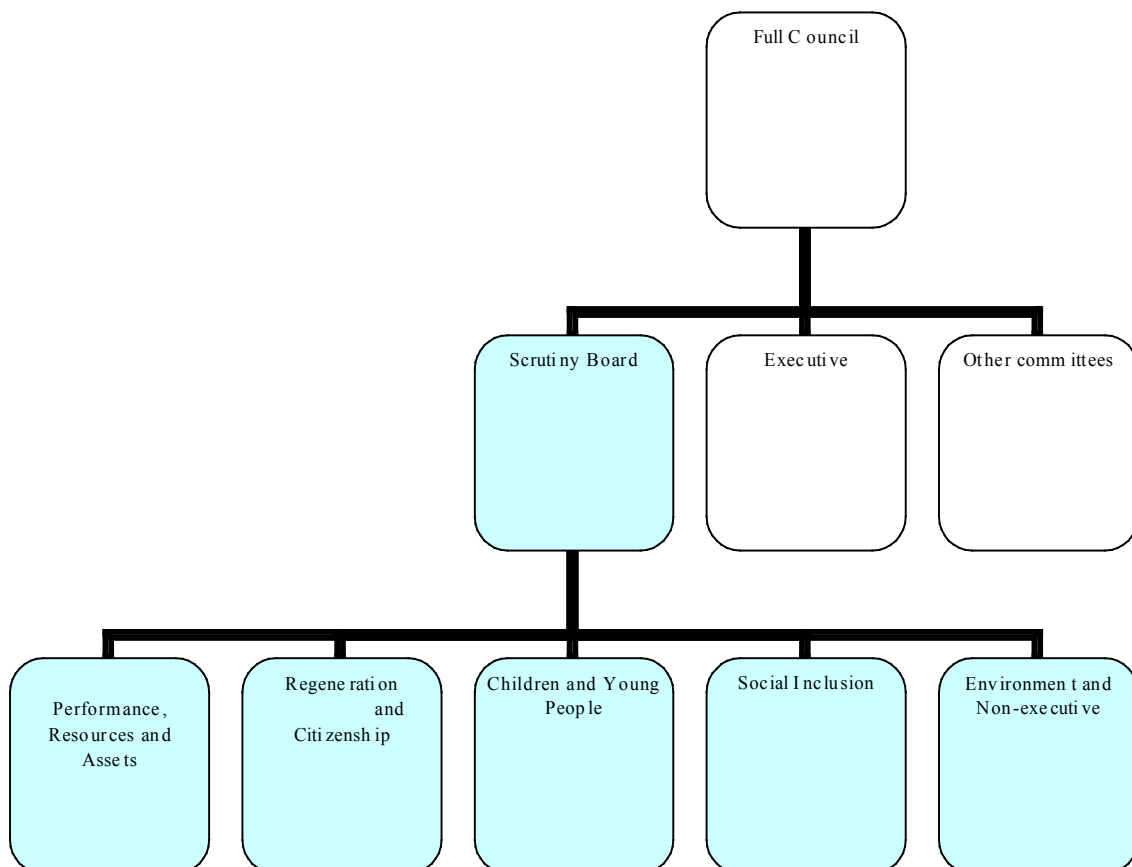 Full Council
Scrutiny Board
Executive
Other committees
Performance,
Resources and
Assets
Regeneration
and
Citizenship
Children and Young
People
Social Inclusion
Environment and
Non-executive